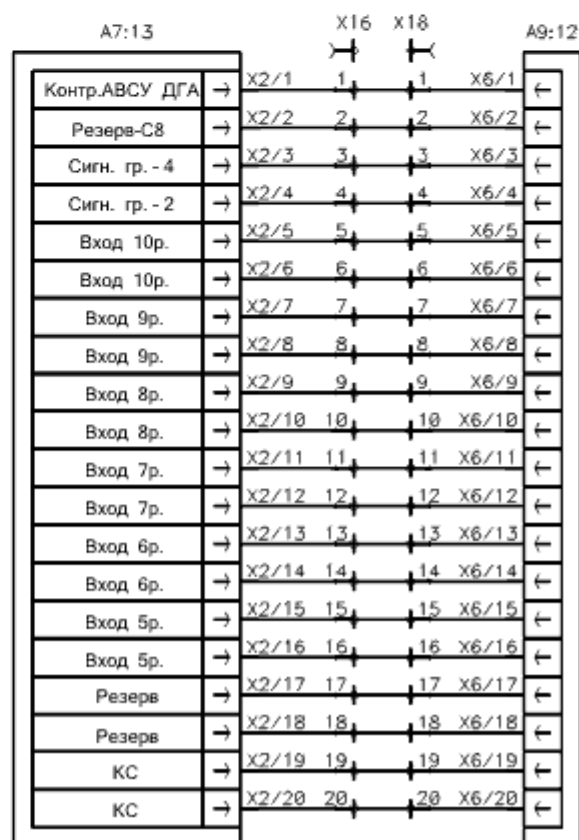 A7:13 X16 X18 A9:12
Контр.АВСУ ДГА X2/1 1 1 X6/1
Резерв-С8 X2/2 2 2 X6/2
Сигн. гр. - 4 X2/3 3 3 X6/3
Сигн. гр. - 2 X2/4 4 4 X6/4
Вход 10р. X2/5 5 5 X6/5
Вход 10р. X2/6 6 6 X6/6
Вход 9р. X2/7 7 7 X6/7
Вход 9р. X2/8 8 8 X6/8
Вход 8р. X2/9 9 9 X6/9
Вход 8р. X2/10 10 10 X6/10
Вход 7р. X2/11 11 11 X6/11
Вход 7р. X2/12 12 12 X6/12
Вход 6р. X2/13 13 13 X6/13
Вход 6р. X2/14 14 14 X6/14
Вход 5р. X2/15 15 15 X6/15
Вход 5р. X2/16 16 16 X6/16
Резерв X2/17 17 17 X6/17
Резерв X2/18 18 18 X6/18
КС X2/19 19 19 X6/19
КС X2/20 20 20 X6/20